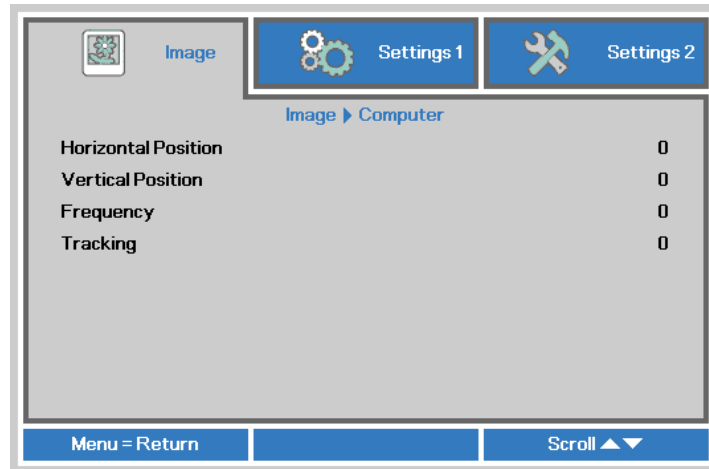 Image Settings 1 Settings 2
Image ▶ Computer
Horizontal Position 0
Vertical Position 0
Frequency 0
Tracking 0
Menu = Return Scroll ▲▼